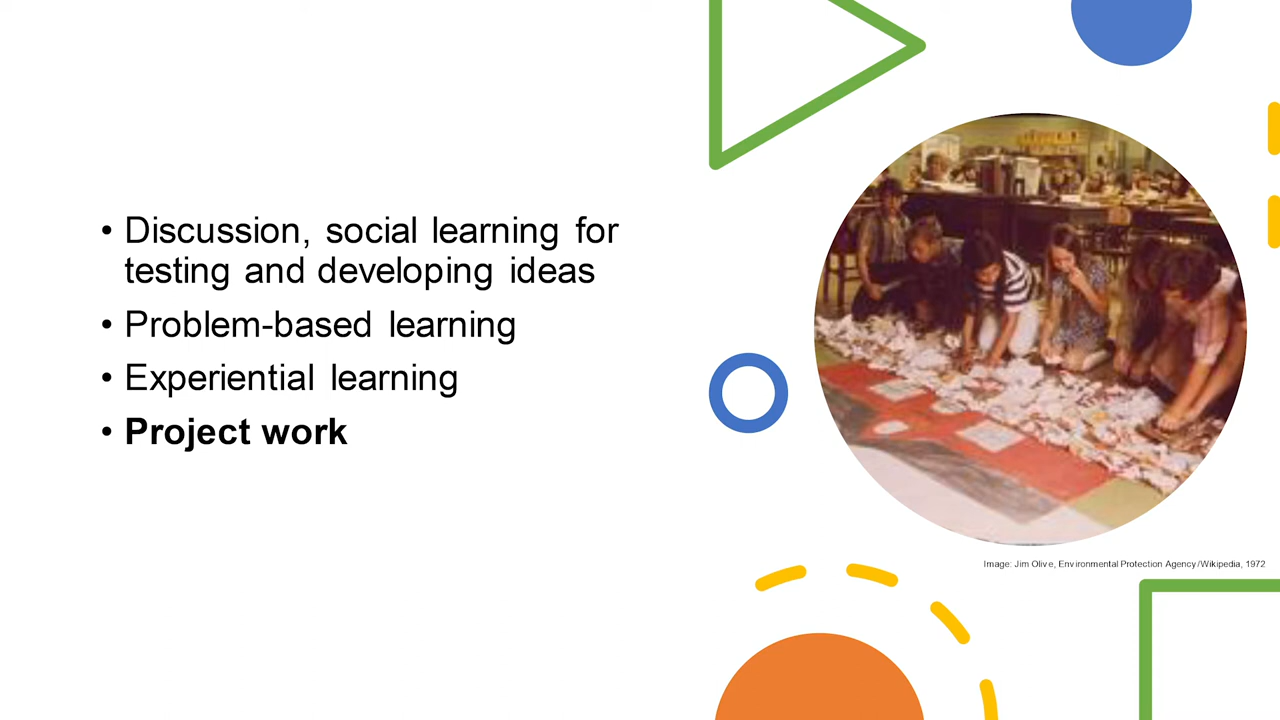 • Discussion, social learning for
testing and developing ideas
• Problem-based learning
• Experiential learning
• Project work
Image: Jim Olive, Environmental Protection Agency/Wikipedia, 1972